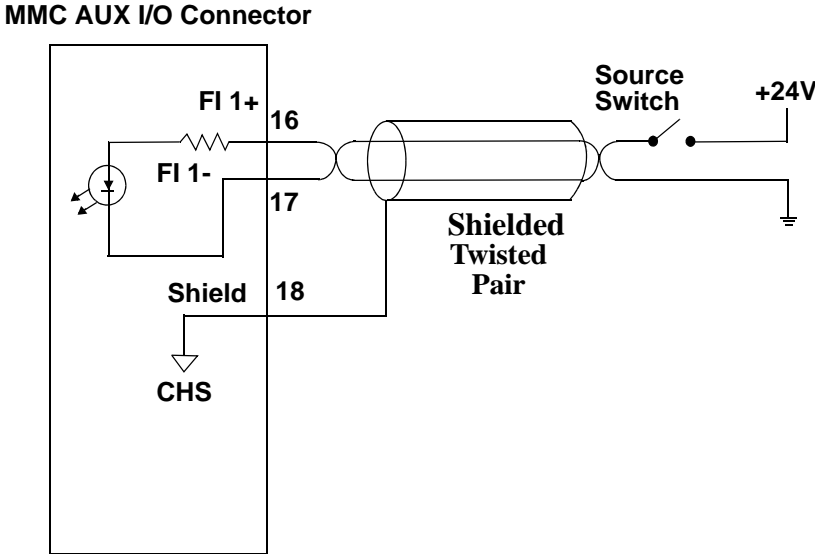 MMC AUX I/O Connector
Source
Switch
+24V
FI 1+
16
FI 1-
17
Shielded
Twisted
Pair
Shield
18
CHS